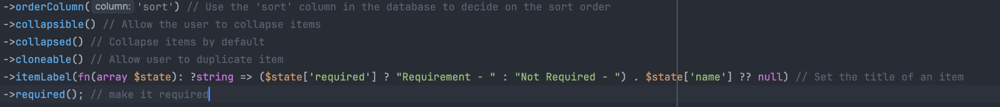 ->orderColumn( column: 'sort') // Use the 'sort' column in the database to decide on the sort order
->collapsible() // Allow the user to collapse items
->collapsed() // Collapse items by default
->cloneable() // Allow user to duplicate item
->itemLabel(fn(array $state): ?string => ($state['required'] ? "Requirement - " : "Not Required - ") . $state['name'] ?? null) // Set the title of an item
->required(); // make it required